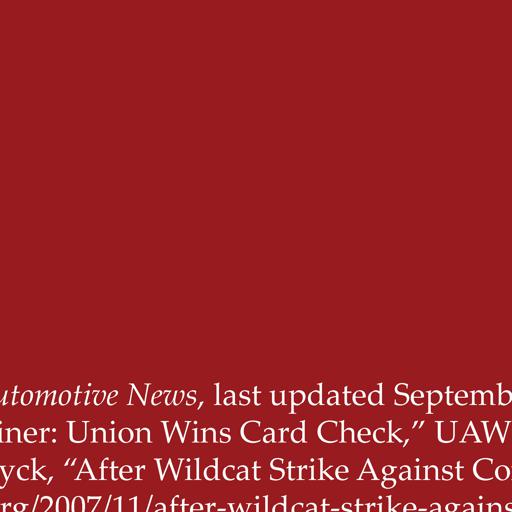 utomotive News, last updated Septemb
iner: Union Wins Card Check,” UAW
yck, “After Wildcat Strike Against Co
rg/2007/11/after-wildcat-strike-agains